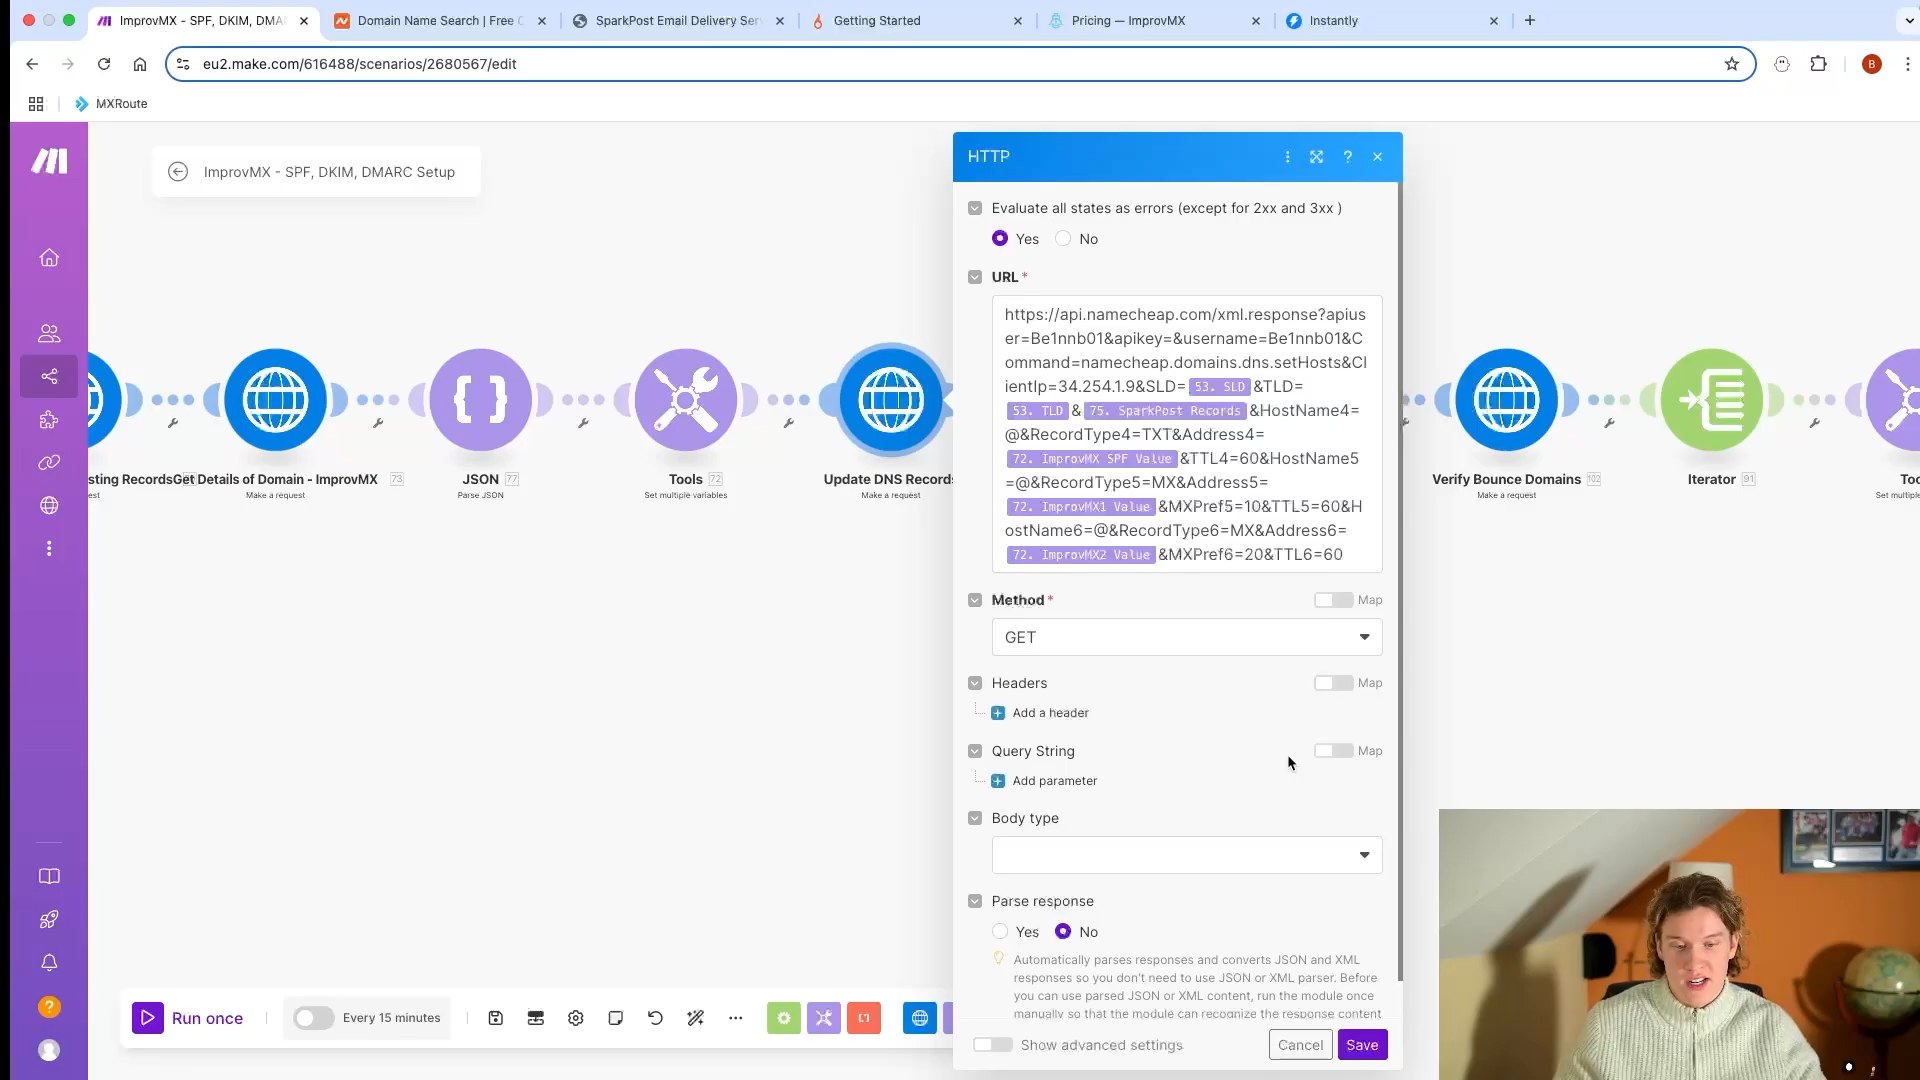 ImprovMX - SPF, DKIM, DMA
Domain Name Search | Free
SparkPost Email Delivery Ser
Getting Started
Pricing — ImprovMX
Instantly
eu2.make.com/616488/scenarios/2680567/edit
B
MXRoute
ImprovMX - SPF, DKIM, DMARC Setup
HTTP
Evaluate all states as errors (except for 2xx and 3xx )
Yes
No
URL *
https://api.namecheap.com/xml.response?apius
er=Be1nnb01&apikey=&username=Be1nnb01&C
ommand=namecheap.domains.dns.setHosts&Cl
ientIp=34.254.1.9&SLD= 53. SLD &TLD=
53. TLD & 75. SparkPost Records &HostName4=
@&RecordType4=TXT&Address4=
72. ImprovMX SPF Value &TTL4=60&HostName5
=@&RecordType5=MX&Address5=
72. ImprovMX1 Value &MXPref5=10&TTL5=60&H
ostName6=@&RecordType6=MX&Address6=
72. ImprovMX2 Value &MXPref6=20&TTL6=60
Method *
Map
GET
Headers
Map
Add a header
Query String
Map
Add parameter
Body type
Parse response
Yes
No
Automatically parses responses and converts JSON and XML
responses so you don't need to use JSON or XML parser. Before
you can use parsed JSON or XML content, run the module once
manually so that the module can recognize the response content
Show advanced settings
Cancel
Save
sting Records
est
Get Details of Domain - ImprovMX 73
Make a request
JSON 77
Parse JSON
Tools 72
Set multiple variables
Update DNS Records
Make a request
Verify Bounce Domains 102
Make a request
Iterator 91
Too
Set multiple
Run once
Every 15 minutes